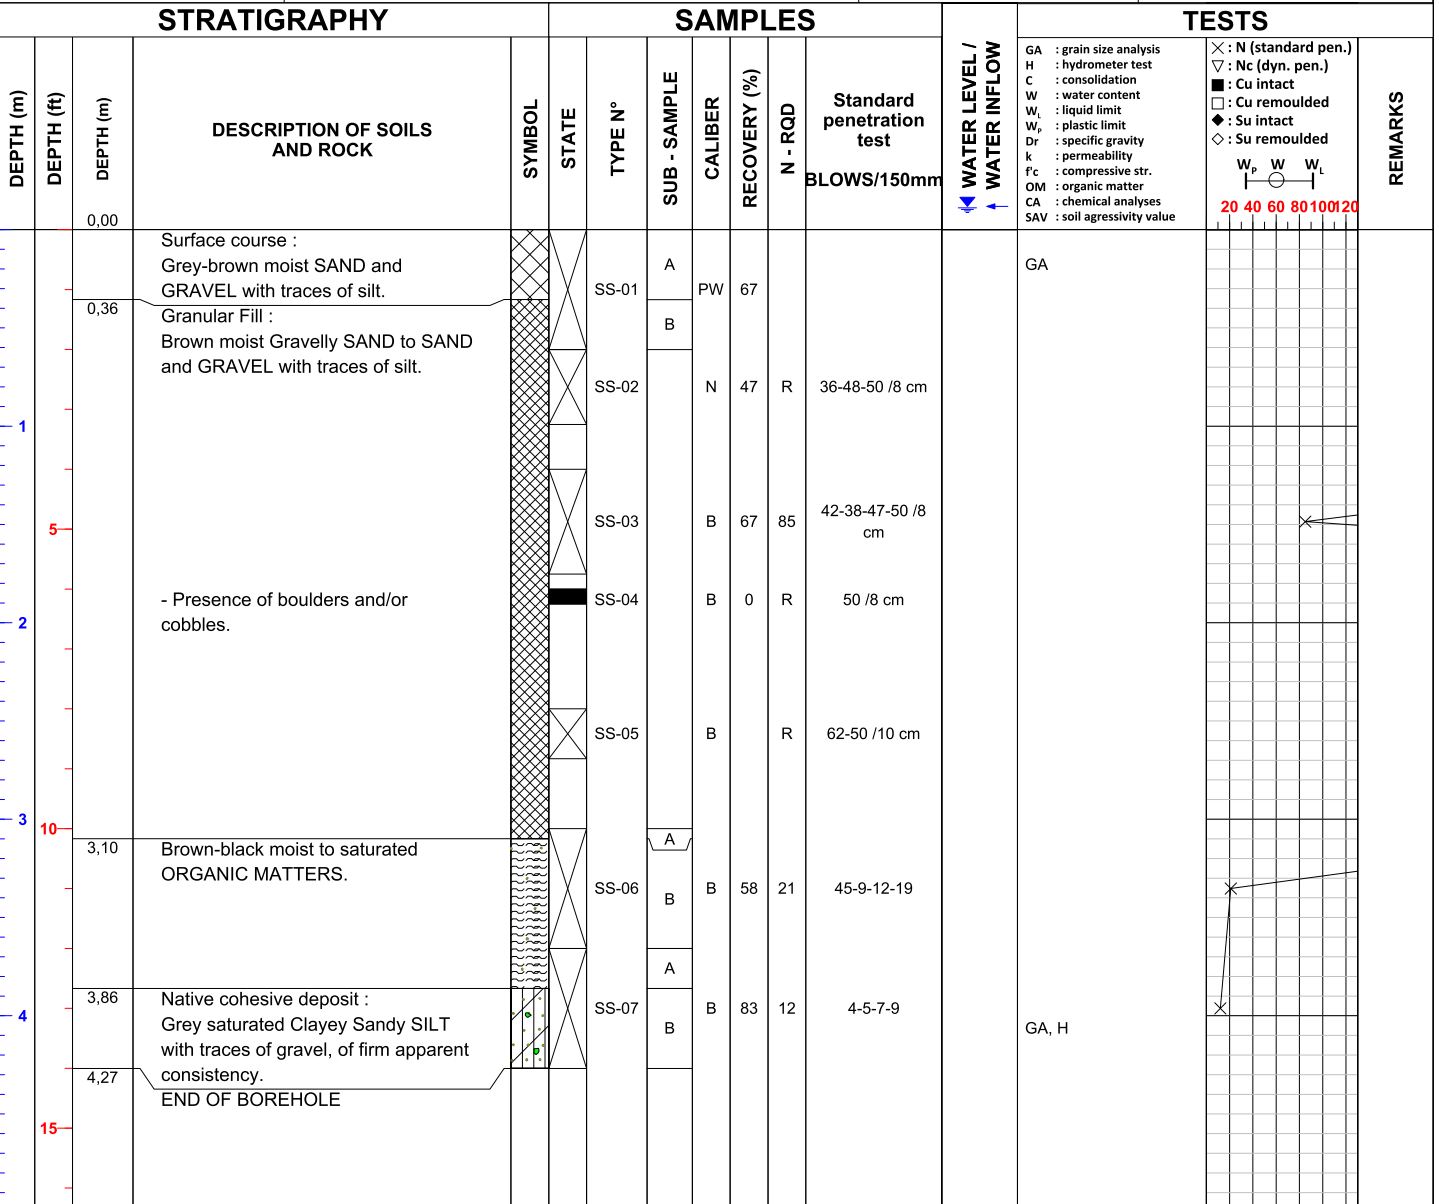 STRATIGRAPHY
SAMPLES
TESTS
DEPTH (m)
DEPTH (ft)
DEPTH (m)
DESCRIPTION OF SOILS
AND ROCK
SYMBOL
STATE
TYPE N°
SUB - SAMPLE
CALIBER
RECOVERY (%)
N - RQD
Standard
penetration
test
BLOWS/150mm
WATER LEVEL /
WATER INFLOW
GA : grain size analysis
H : hydrometer test
C : consolidation
W : water content
WL : liquid limit
WP : plastic limit
Dr : specific gravity
k : permeability
f'c : compressive str.
OM : organic matter
CA : chemical analyses
SAV : soil agressivity value
: N (standard pen.)
: Nc (dyn. pen.)
: Cu intact
: Cu remoulded
: Su intact
: Su remoulded
WP W WL
20 40 60 80 100 120
REMARKS
0,00
Surface course :
Grey-brown moist SAND and
GRAVEL with traces of silt.
A
GA
SS-01 PW 67
0,36
Granular Fill :
Brown moist Gravelly SAND to SAND
and GRAVEL with traces of silt.
B
SS-02 N 47 R 36-48-50 /8 cm
1
5
SS-03 B 67 85 42-38-47-50 /8
cm
- Presence of boulders and/or
cobbles.
SS-04 B 0 R 50 /8 cm
2
SS-05 B R 62-50 /10 cm
3
10
A
3,10
Brown-black moist to saturated
ORGANIC MATTERS.
SS-06 B 58 21 45-9-12-19
B
A
3,86
Native cohesive deposit :
Grey saturated Clayey Sandy SILT
with traces of gravel, of firm apparent
consistency.
SS-07 B 83 12 4-5-7-9
4
B
GA, H
4,27
END OF BOREHOLE
15